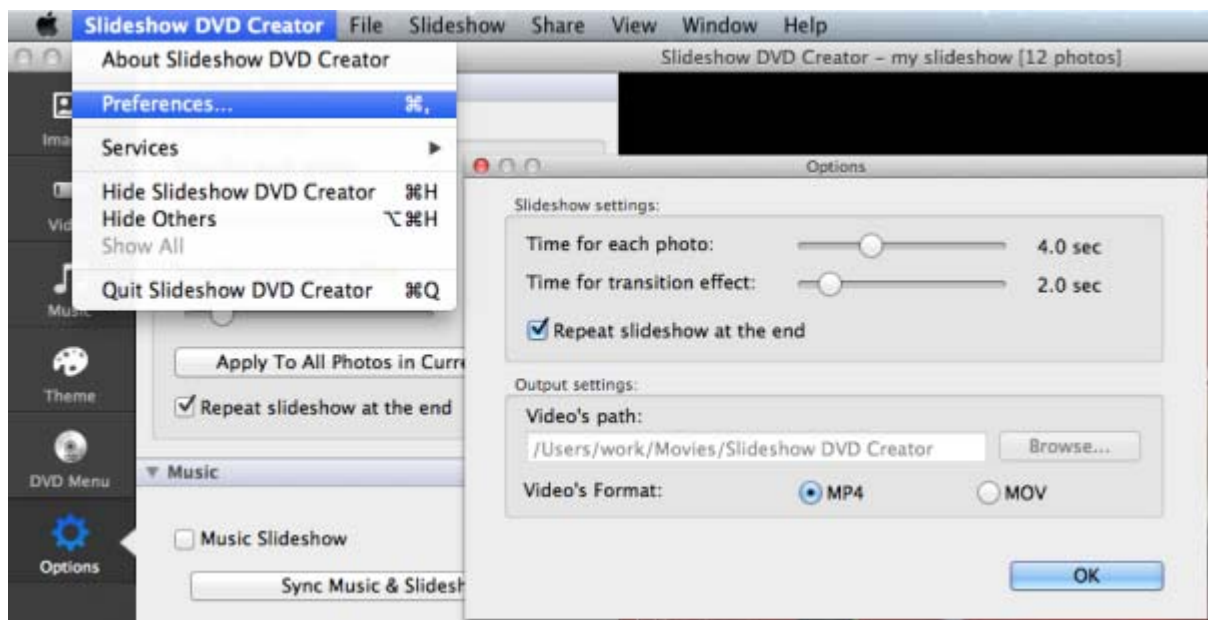 Slideshow DVD Creator File Slideshow Share View Window Help
Slideshow DVD Creator – my slideshow [12 photos]
About Slideshow DVD Creator
Preferences... ⌘,
Services
Hide Slideshow DVD Creator ⌘H
Hide Others ⌥⌘H
Show All
Quit Slideshow DVD Creator ⌘Q
Music
Theme
DVD Menu
Options
Apply To All Photos in
Repeat slideshow at the end
Music
Music Slideshow
Sync Music &
Options
Slideshow settings:
Time for each photo: 4.0 sec
Time for transition effect: 2.0 sec
Repeat slideshow at the end
Output settings:
Video's path:
/Users/work/Movies/Slideshow DVD Creator Browse...
Video's Format: MP4 MOV
OK